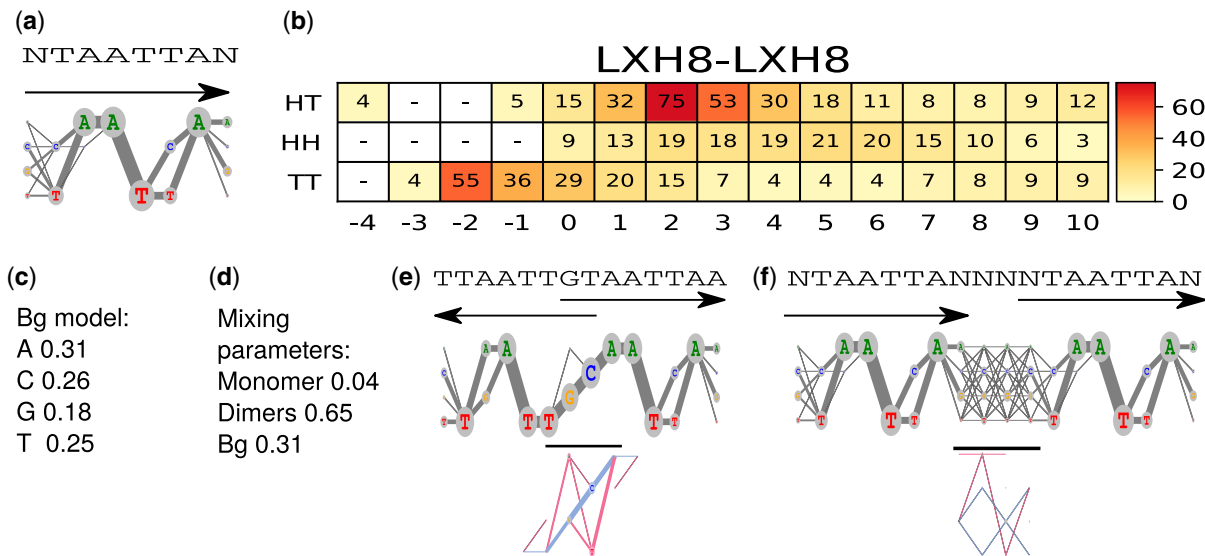 (a)
NTAATTAN
(b)
LXH8-LXH8
HT 4 - - 5 15 32 75 53 30 18 11 8 8 9 12
HH - - - - 9 13 19 18 19 21 20 15 10 6 3
TT - 4 55 36 29 20 15 7 4 4 4 7 8 9 9
-4 -3 -2 -1 0 1 2 3 4 5 6 7 8 9 10
60
40
20
0
(c)
Bg model:
A 0.31
C 0.26
G 0.18
T 0.25
(d)
Mixing
parameters:
Monomer 0.04
Dimers 0.65
Bg 0.31
(e)
TTAATTGTAATTAA
(f)
NTAATTANNNNTAATTAN